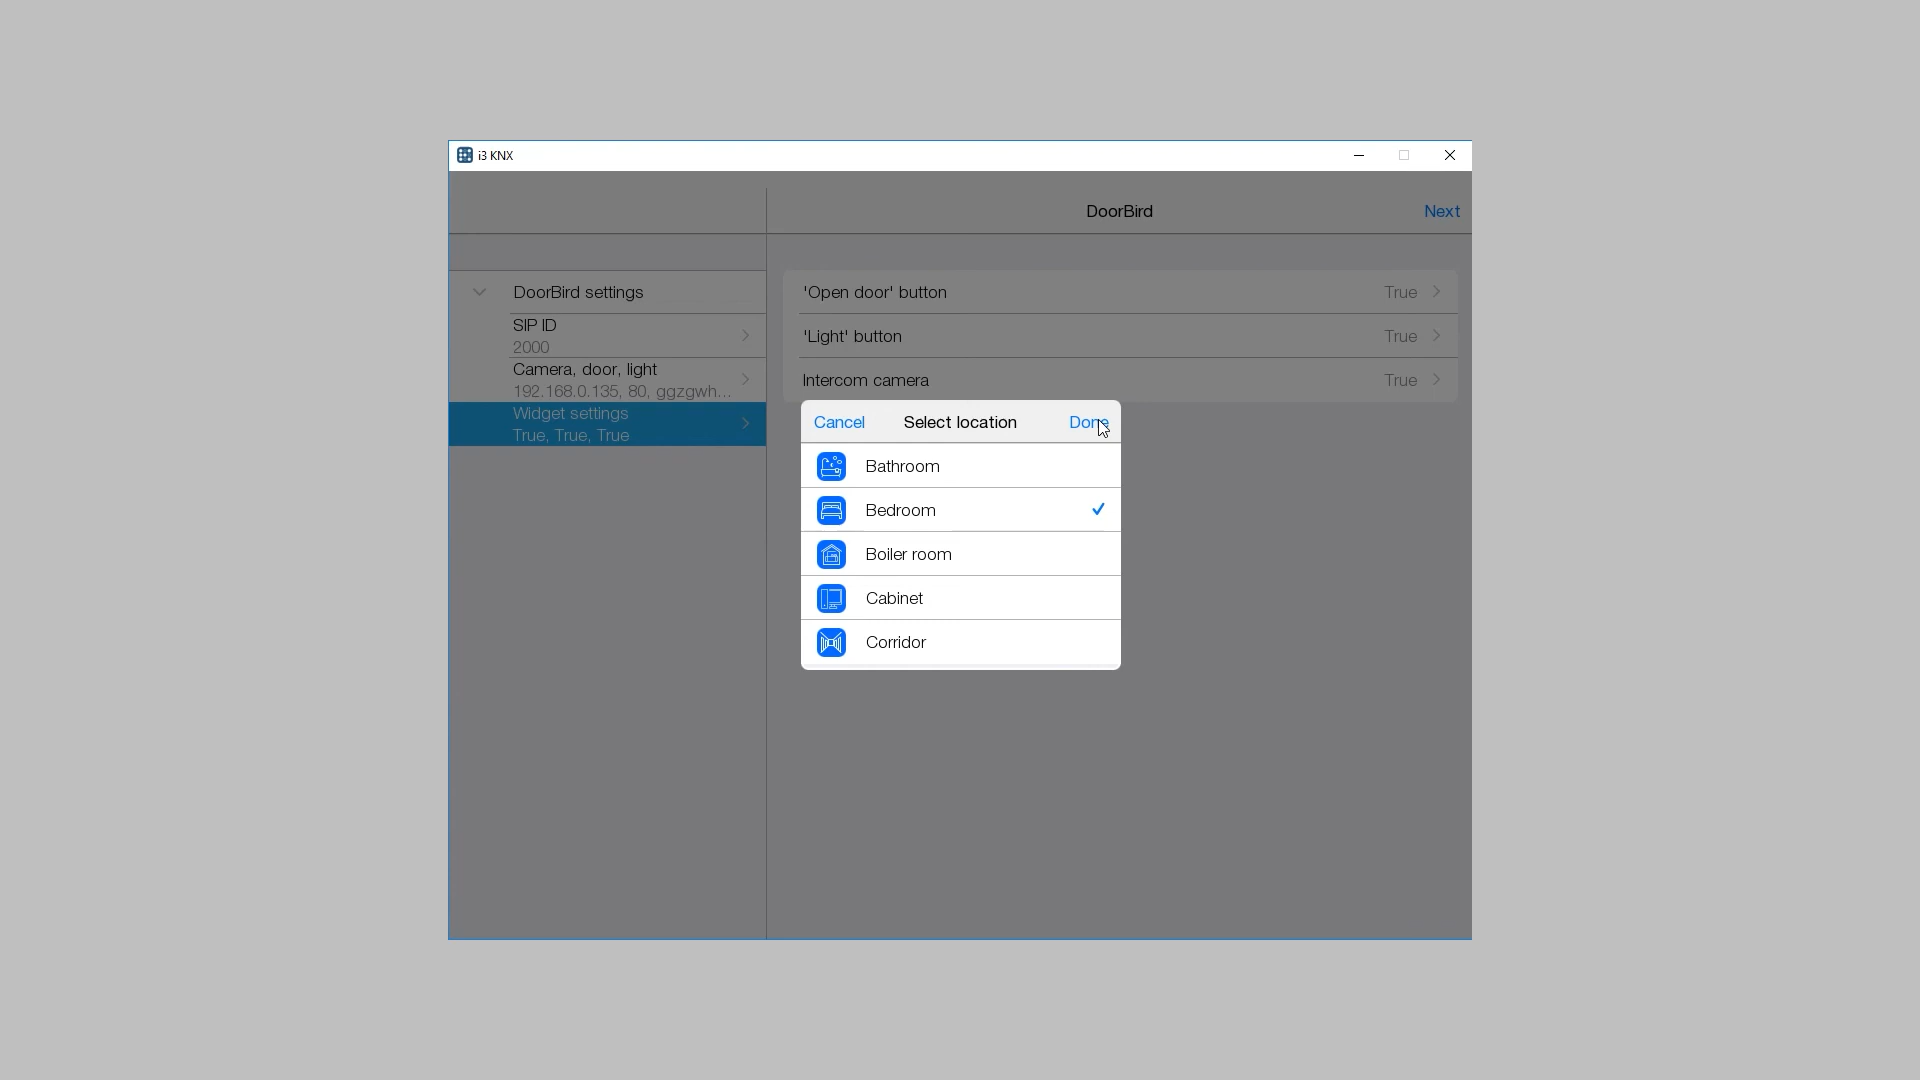 i3 KNX
DoorBird
Next
DoorBird settings
SIP ID
2000
Camera, door, light
192.168.0.135, 80, ggzgwh...
Widget settings
True, True, True
'Open door' button True
'Light' button True
Intercom camera True
Cancel Select location Done
Bathroom
Bedroom
Boiler room
Cabinet
Corridor